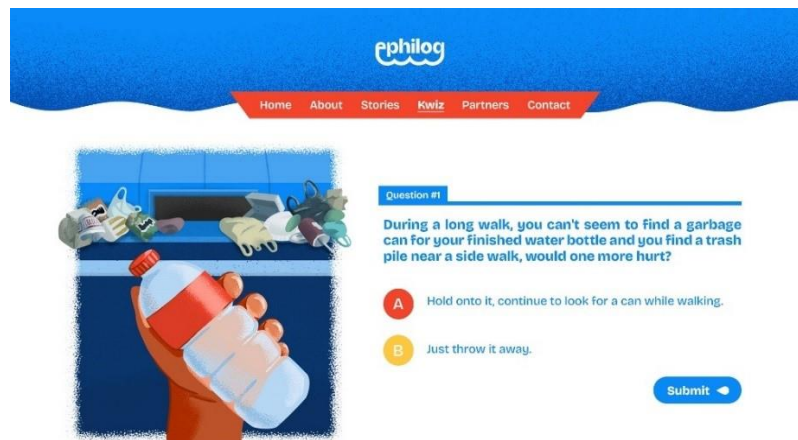 ephilog
Home About Stories Kwiz Partners Contact
Question #1
During a long walk, you can't seem to find a garbage
can for your finished water bottle and you find a trash
pile near a side walk, would one more hurt?
A Hold onto it, continue to look for a can while walking.
B Just throw it away.
Submit